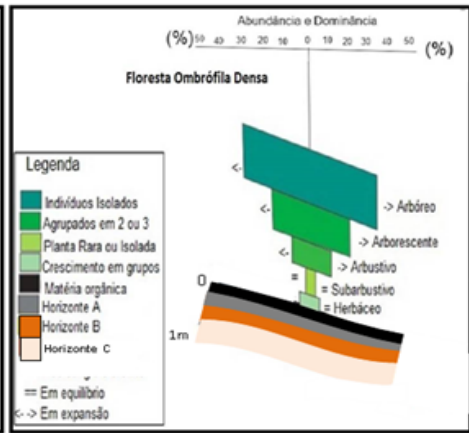 Abundância e Dominância
(%) 50 40 30 20 10 0 10 20 30 40 50 (%)
Floresta Ombrófila Densa
Legenda
Indivíduos Isolados
Agrupados em 2 ou 3
Planta Rara ou Isolada
Crescimento em grupos
Matéria orgânica
Horizonte A
Horizonte B
Horizonte C
= Em equilíbrio
<- -> Em expansão
<-
-> Arbóreo
<-
-> Arborescente
<-
-> Arbustivo
=
= Subarbustivo
=
= Herbáceo
0
1m